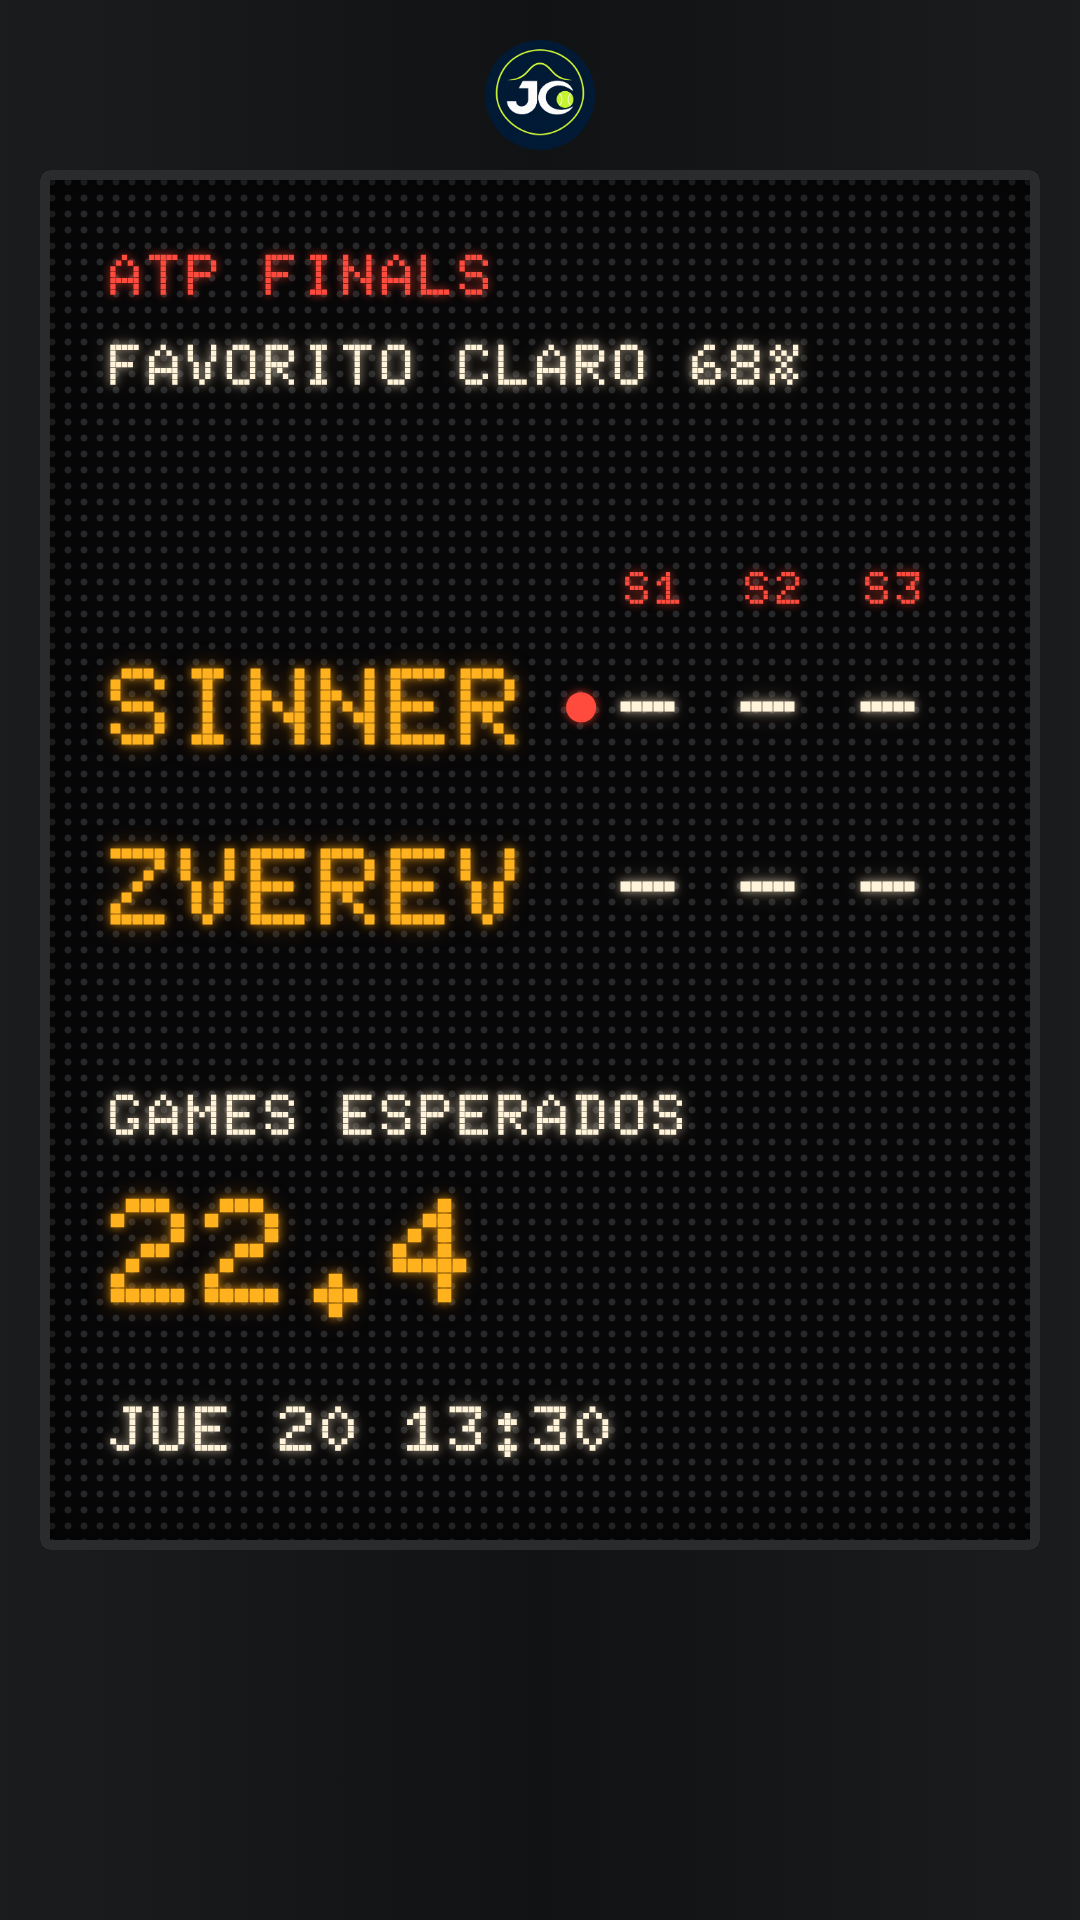 JC
ATP FINALS
FAVORITO CLARO 68%
S1 S2 S3
SINNER — — —
ZVEREV — — —
GAMES ESPERADOS
22.4
JUE 20 13:30